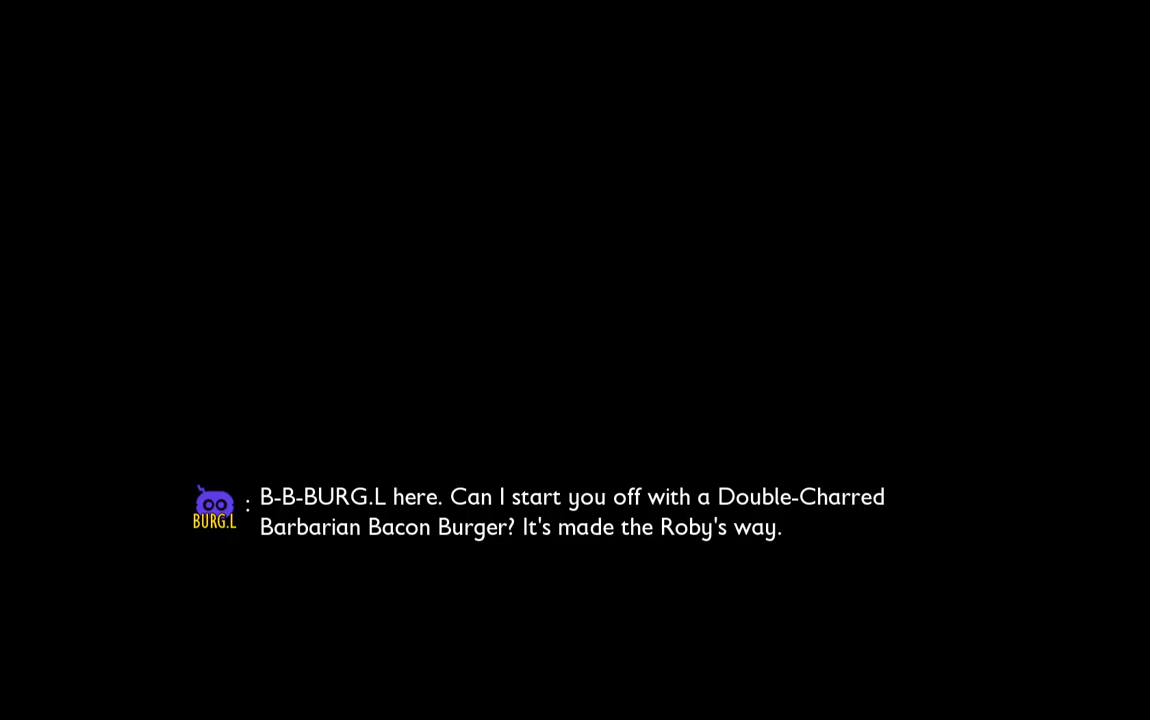 BURG.L : B-B-BURG.L here. Can I start you off with a Double-Charred
Barbarian Bacon Burger? It's made the Roby's way.